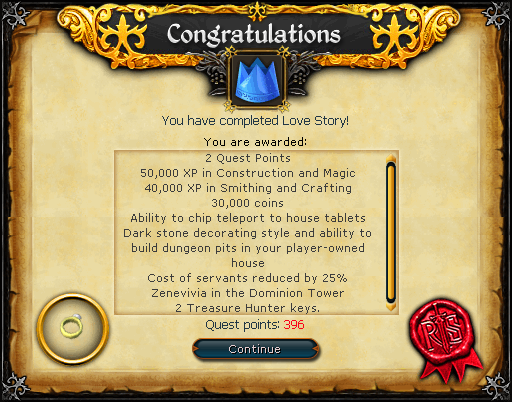 Congratulations
You have completed Love Story!
You are awarded:
2 Quest Points
50,000 XP in Construction and Magic
40,000 XP in Smithing and Crafting
30,000 coins
Ability to chip teleport to house tablets
Dark stone decorating style and ability to
build dungeon pits in your player-owned
house
Cost of servants reduced by 25%
Zenevivia in the Dominion Tower
2 Treasure Hunter keys.
Quest points: 396
Continue